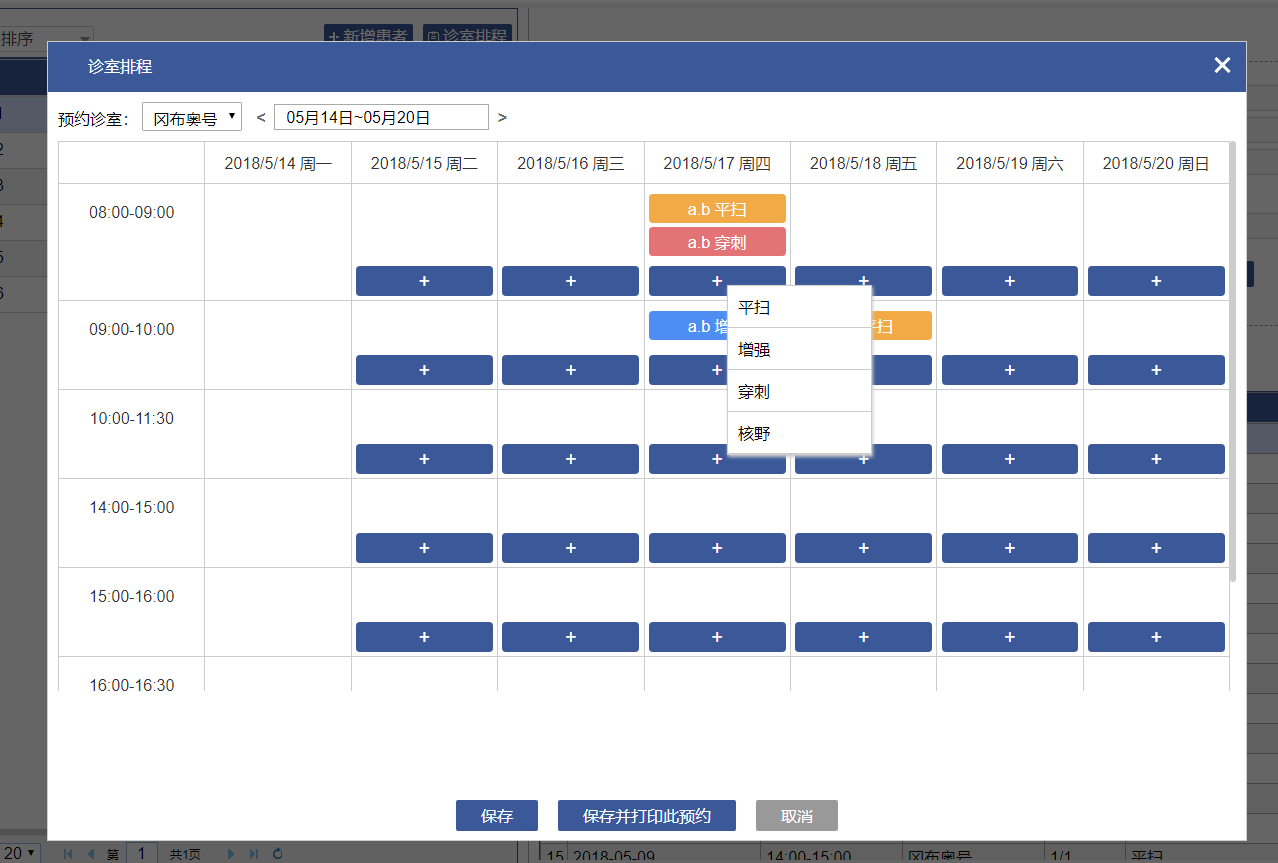 排序
+ 新增患者 诊室排程
诊室排程 ✕
预约诊室： 冈布奥号 < 05月14日~05月20日 >
2018/5/14 周一 2018/5/15 周二 2018/5/16 周三 2018/5/17 周四 2018/5/18 周五 2018/5/19 周六 2018/5/20 周日
08:00-09:00 a.b 平扫
a.b 穿刺
+ + + + + +
平扫
09:00-10:00 a.b 增 扫
增强
+ + + + +
穿刺
10:00-11:30
核野
+ + + + + +
14:00-15:00
+ + + + + +
15:00-16:00
+ + + + + +
16:00-16:30
保存 保存并打印此预约 取消
2
3
4
5
6
20 第 1 共1页 15 2018-05-09 14:00-15:00 冈布奥号 1/1 平扫